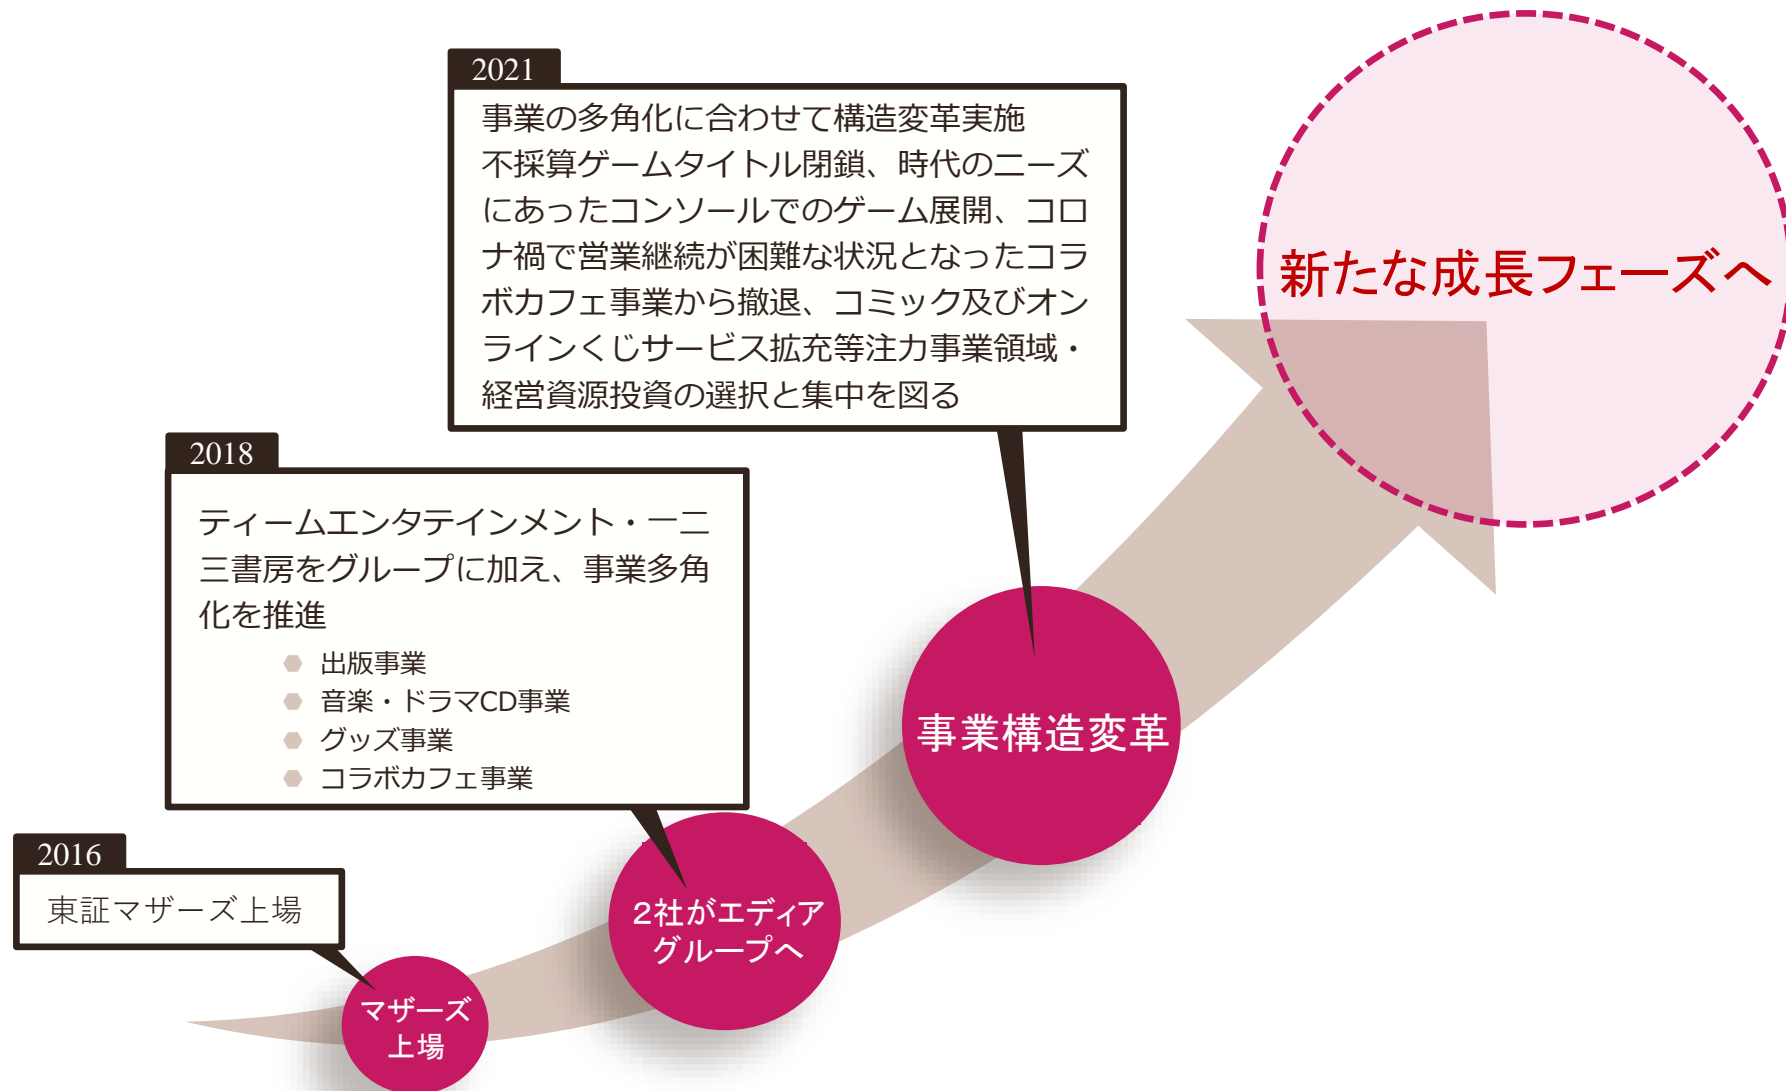 2021
事業の多角化に合わせて構造変革実施
不採算ゲームタイトル閉鎖、時代のニーズ
にあったコンソールでのゲーム展開、コロ
ナ禍で営業継続が困難な状況となったコラ
ボカフェ事業から撤退、コミック及びオン
ラインくじサービス拡充等注力事業領域・
経営資源投資の選択と集中を図る
新たな成長フェーズへ
2018
ティームエンタテインメント・一二
三書房をグループに加え、事業多角
化を推進
出版事業
音楽・ドラマCD事業
グッズ事業
コラボカフェ事業
事業構造変革
2016
東証マザーズ上場
2社がエディア
グループへ
マザーズ
上場